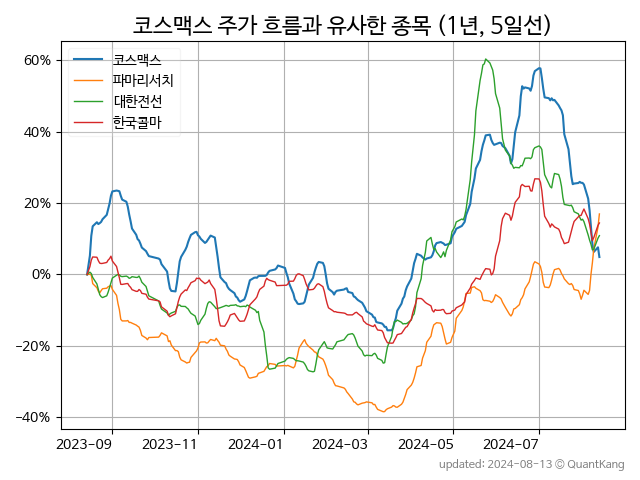 코스맥스 주가 흐름과 유사한 종목 (1년, 5일선)
코스맥스
파마리서치
대한전선
한국콜마
60%
40%
20%
0%
−20%
−40%
2023-09
2023-11
2024-01
2024-03
2024-05
2024-07
updated: 2024-08-13 © QuantKang